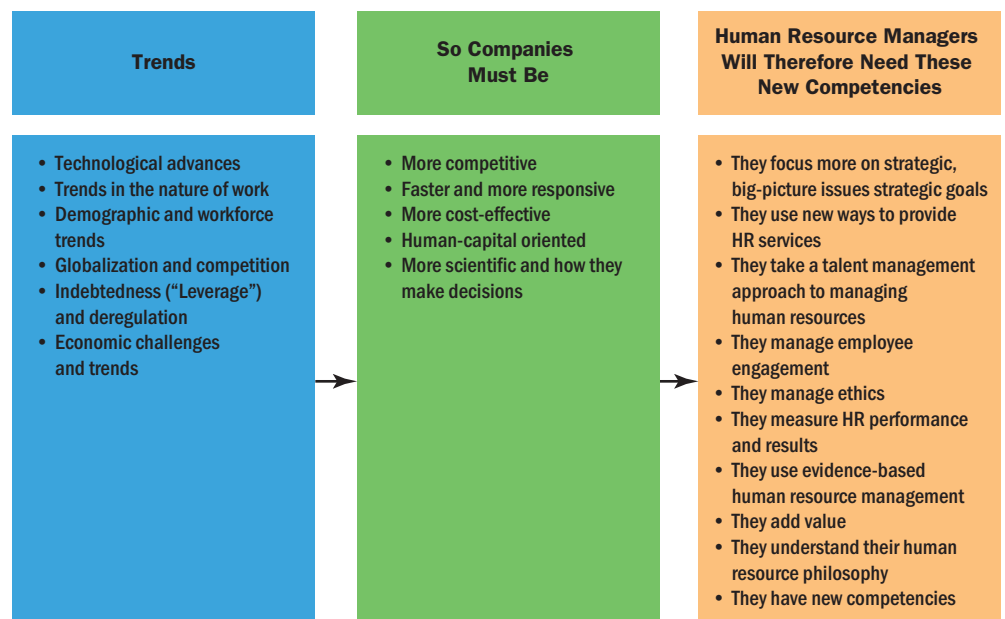 Trends
So Companies
Must Be
Human Resource Managers
Will Therefore Need These
New Competencies
• Technological advances
• Trends in the nature of work
• Demographic and workforce
trends
• Globalization and competition
• Indebtedness (“Leverage”)
and deregulation
• Economic challenges
and trends
• More competitive
• Faster and more responsive
• More cost-effective
• Human-capital oriented
• More scientific and how they
make decisions
• They focus more on strategic,
big-picture issues strategic goals
• They use new ways to provide
HR services
• They take a talent management
approach to managing
human resources
• They manage employee
engagement
• They manage ethics
• They measure HR performance
and results
• They use evidence-based
human resource management
• They add value
• They understand their human
resource philosophy
• They have new competencies